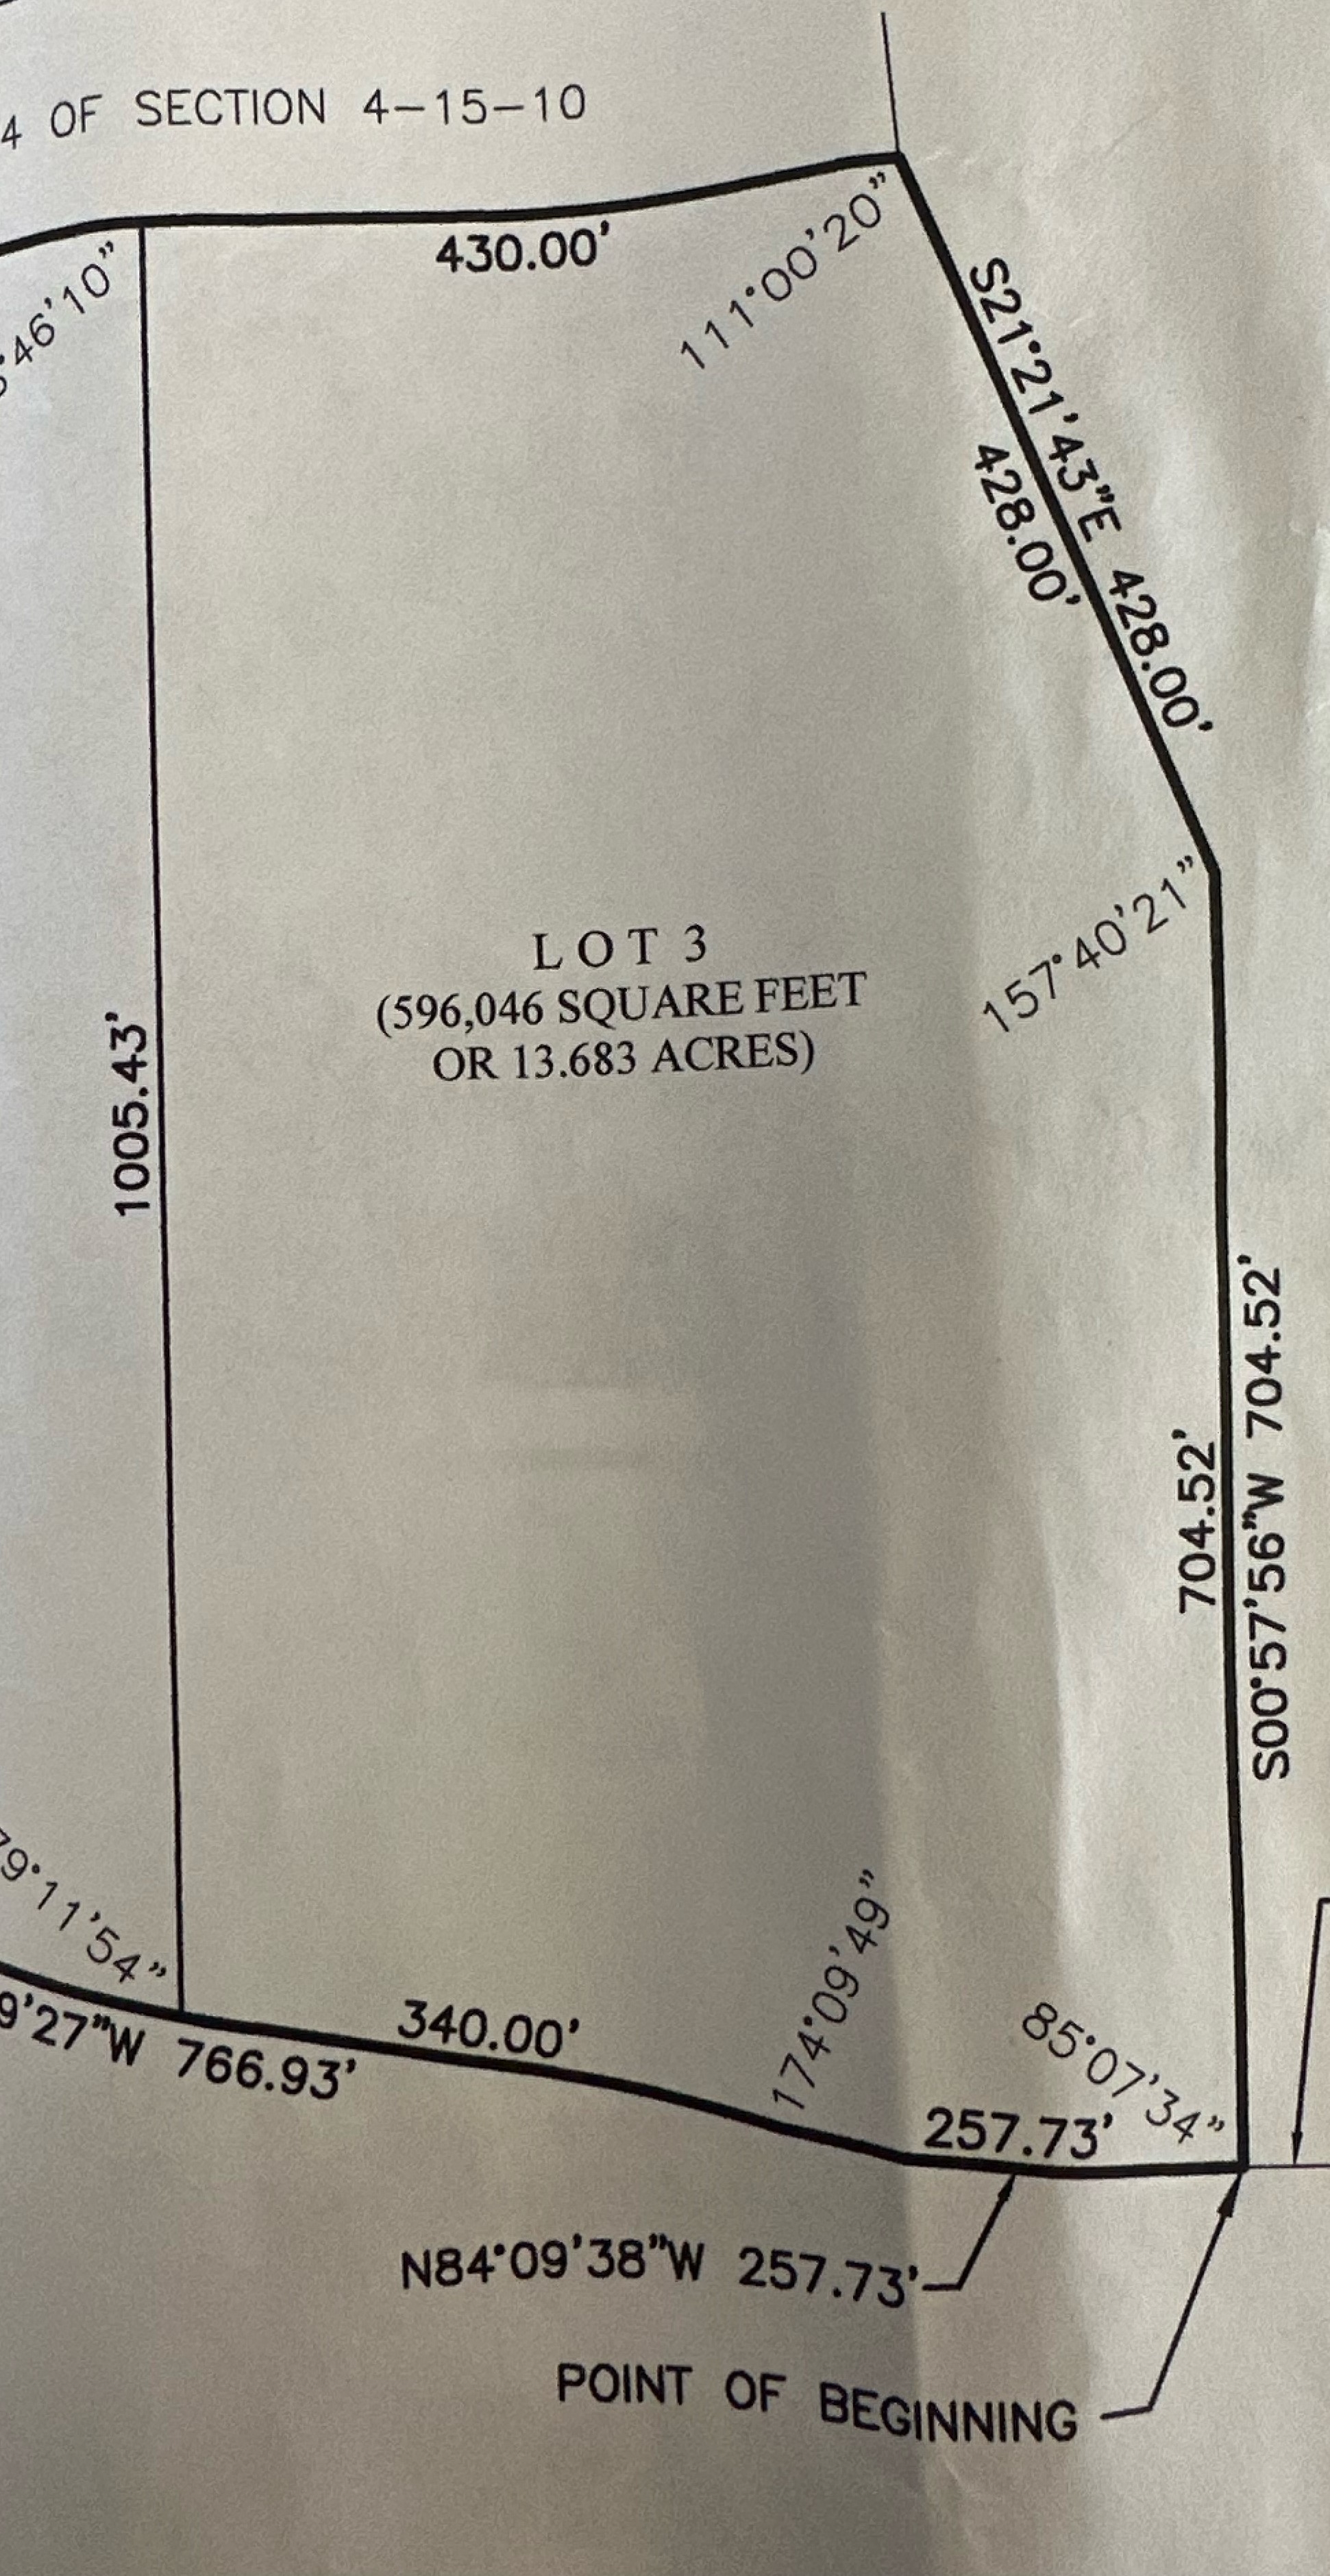 4 OF SECTION 4-15-10
430.00'
46'10"
111°00'20"
S21°21'43"E 428.00'
428.00'
157°40'21"
LOT 3
(596,046 SQUARE FEET
OR 13.683 ACRES)
1005.43'
704.52'
S00°57'56"W 704.52'
79°11'54"
9'27"W 766.93'
340.00'
174°09'49"
85°07'34"
257.73'
N84°09'38"W 257.73'
POINT OF BEGINNING